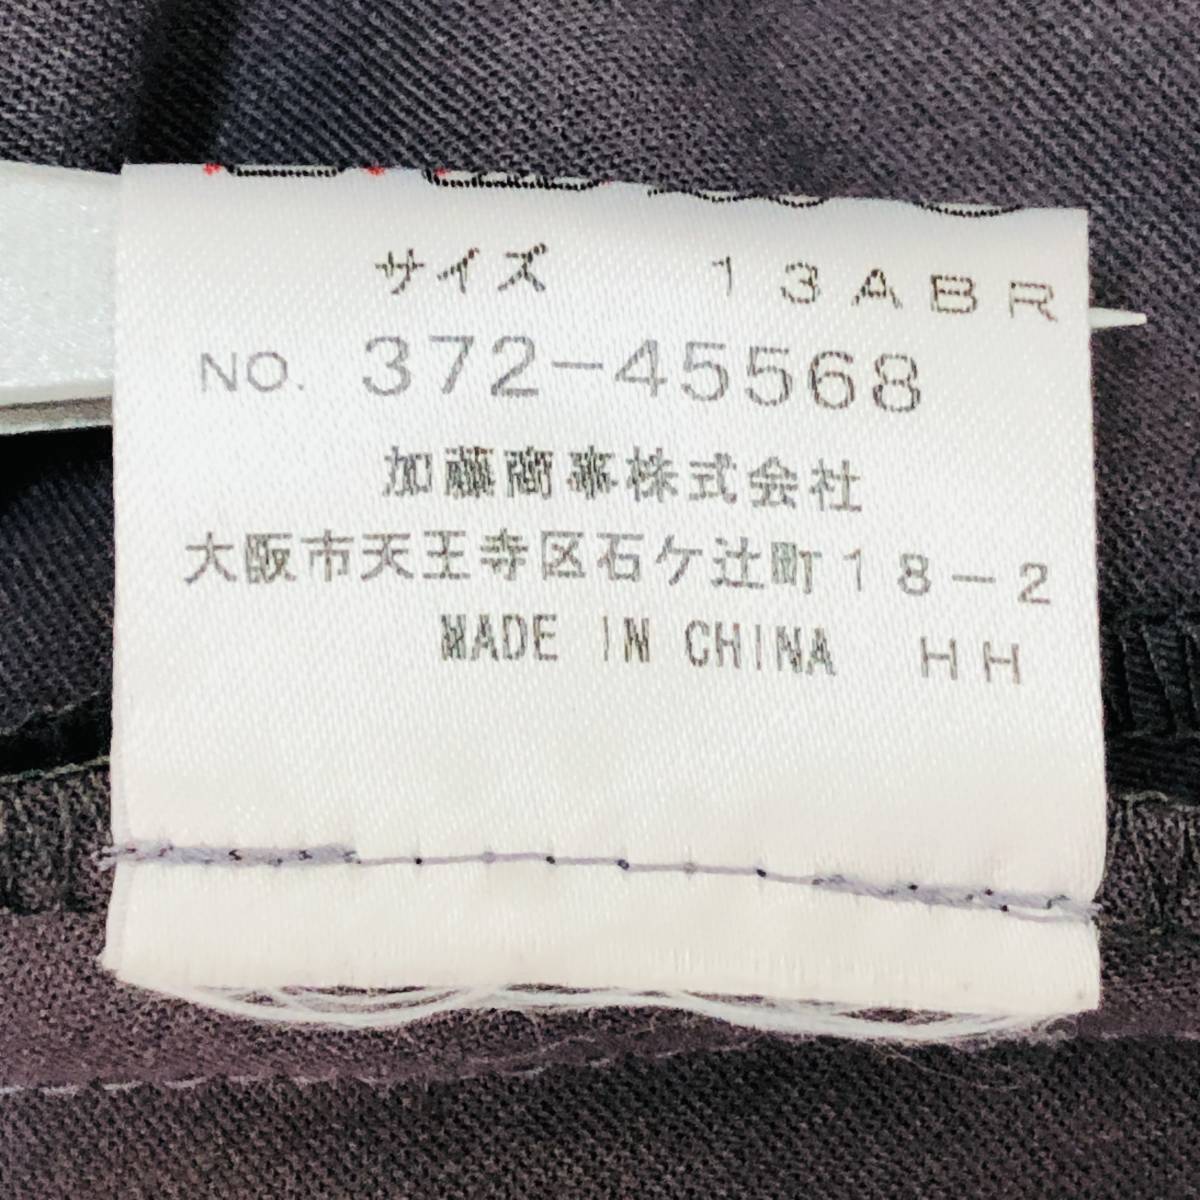 サイズ １３ＡＢＲ
NO. 372-45568
加藤商事株式会社
大阪市天王寺区石ケ辻町１８－２
MADE IN CHINA ＨＨ